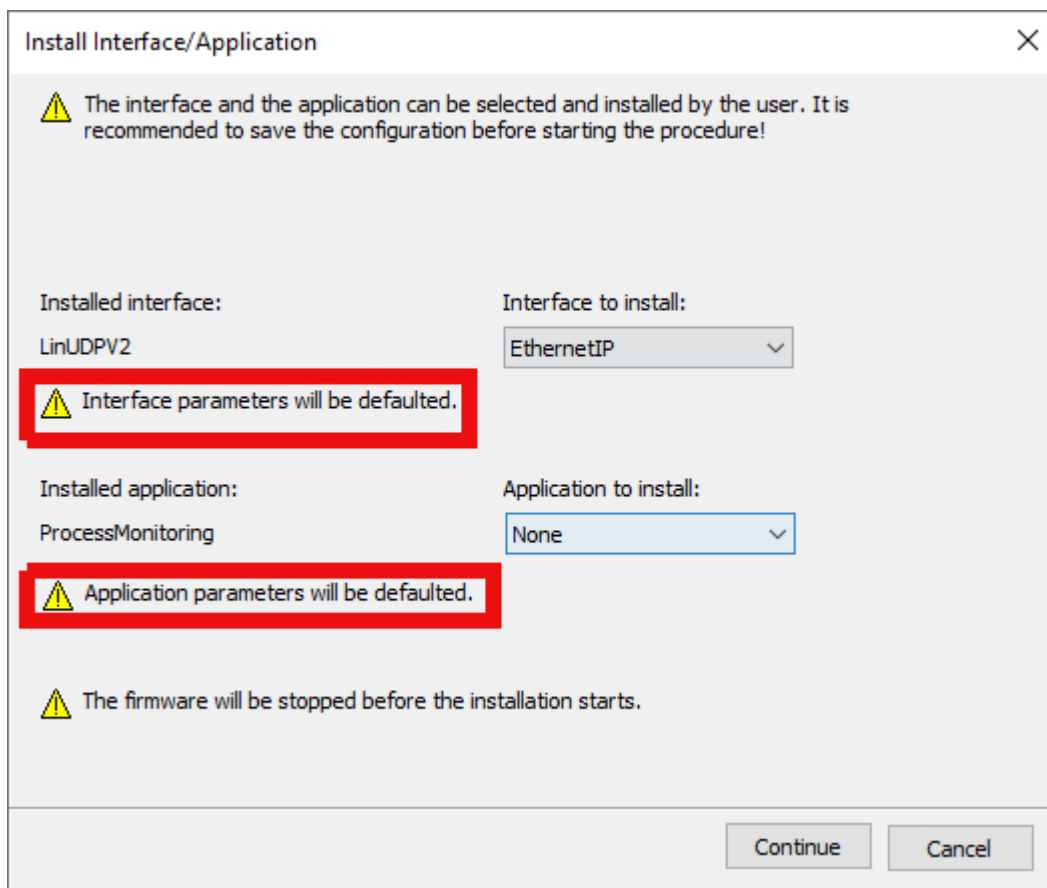 Install Interface/Application
The interface and the application can be selected and installed by the user. It is
recommended to save the configuration before starting the procedure!
Installed interface:
Interface to install:
LinUDPV2
EthernetIP
Interface parameters will be defaulted.
Installed application:
Application to install:
ProcessMonitoring
None
Application parameters will be defaulted.
The firmware will be stopped before the installation starts.
Continue
Cancel